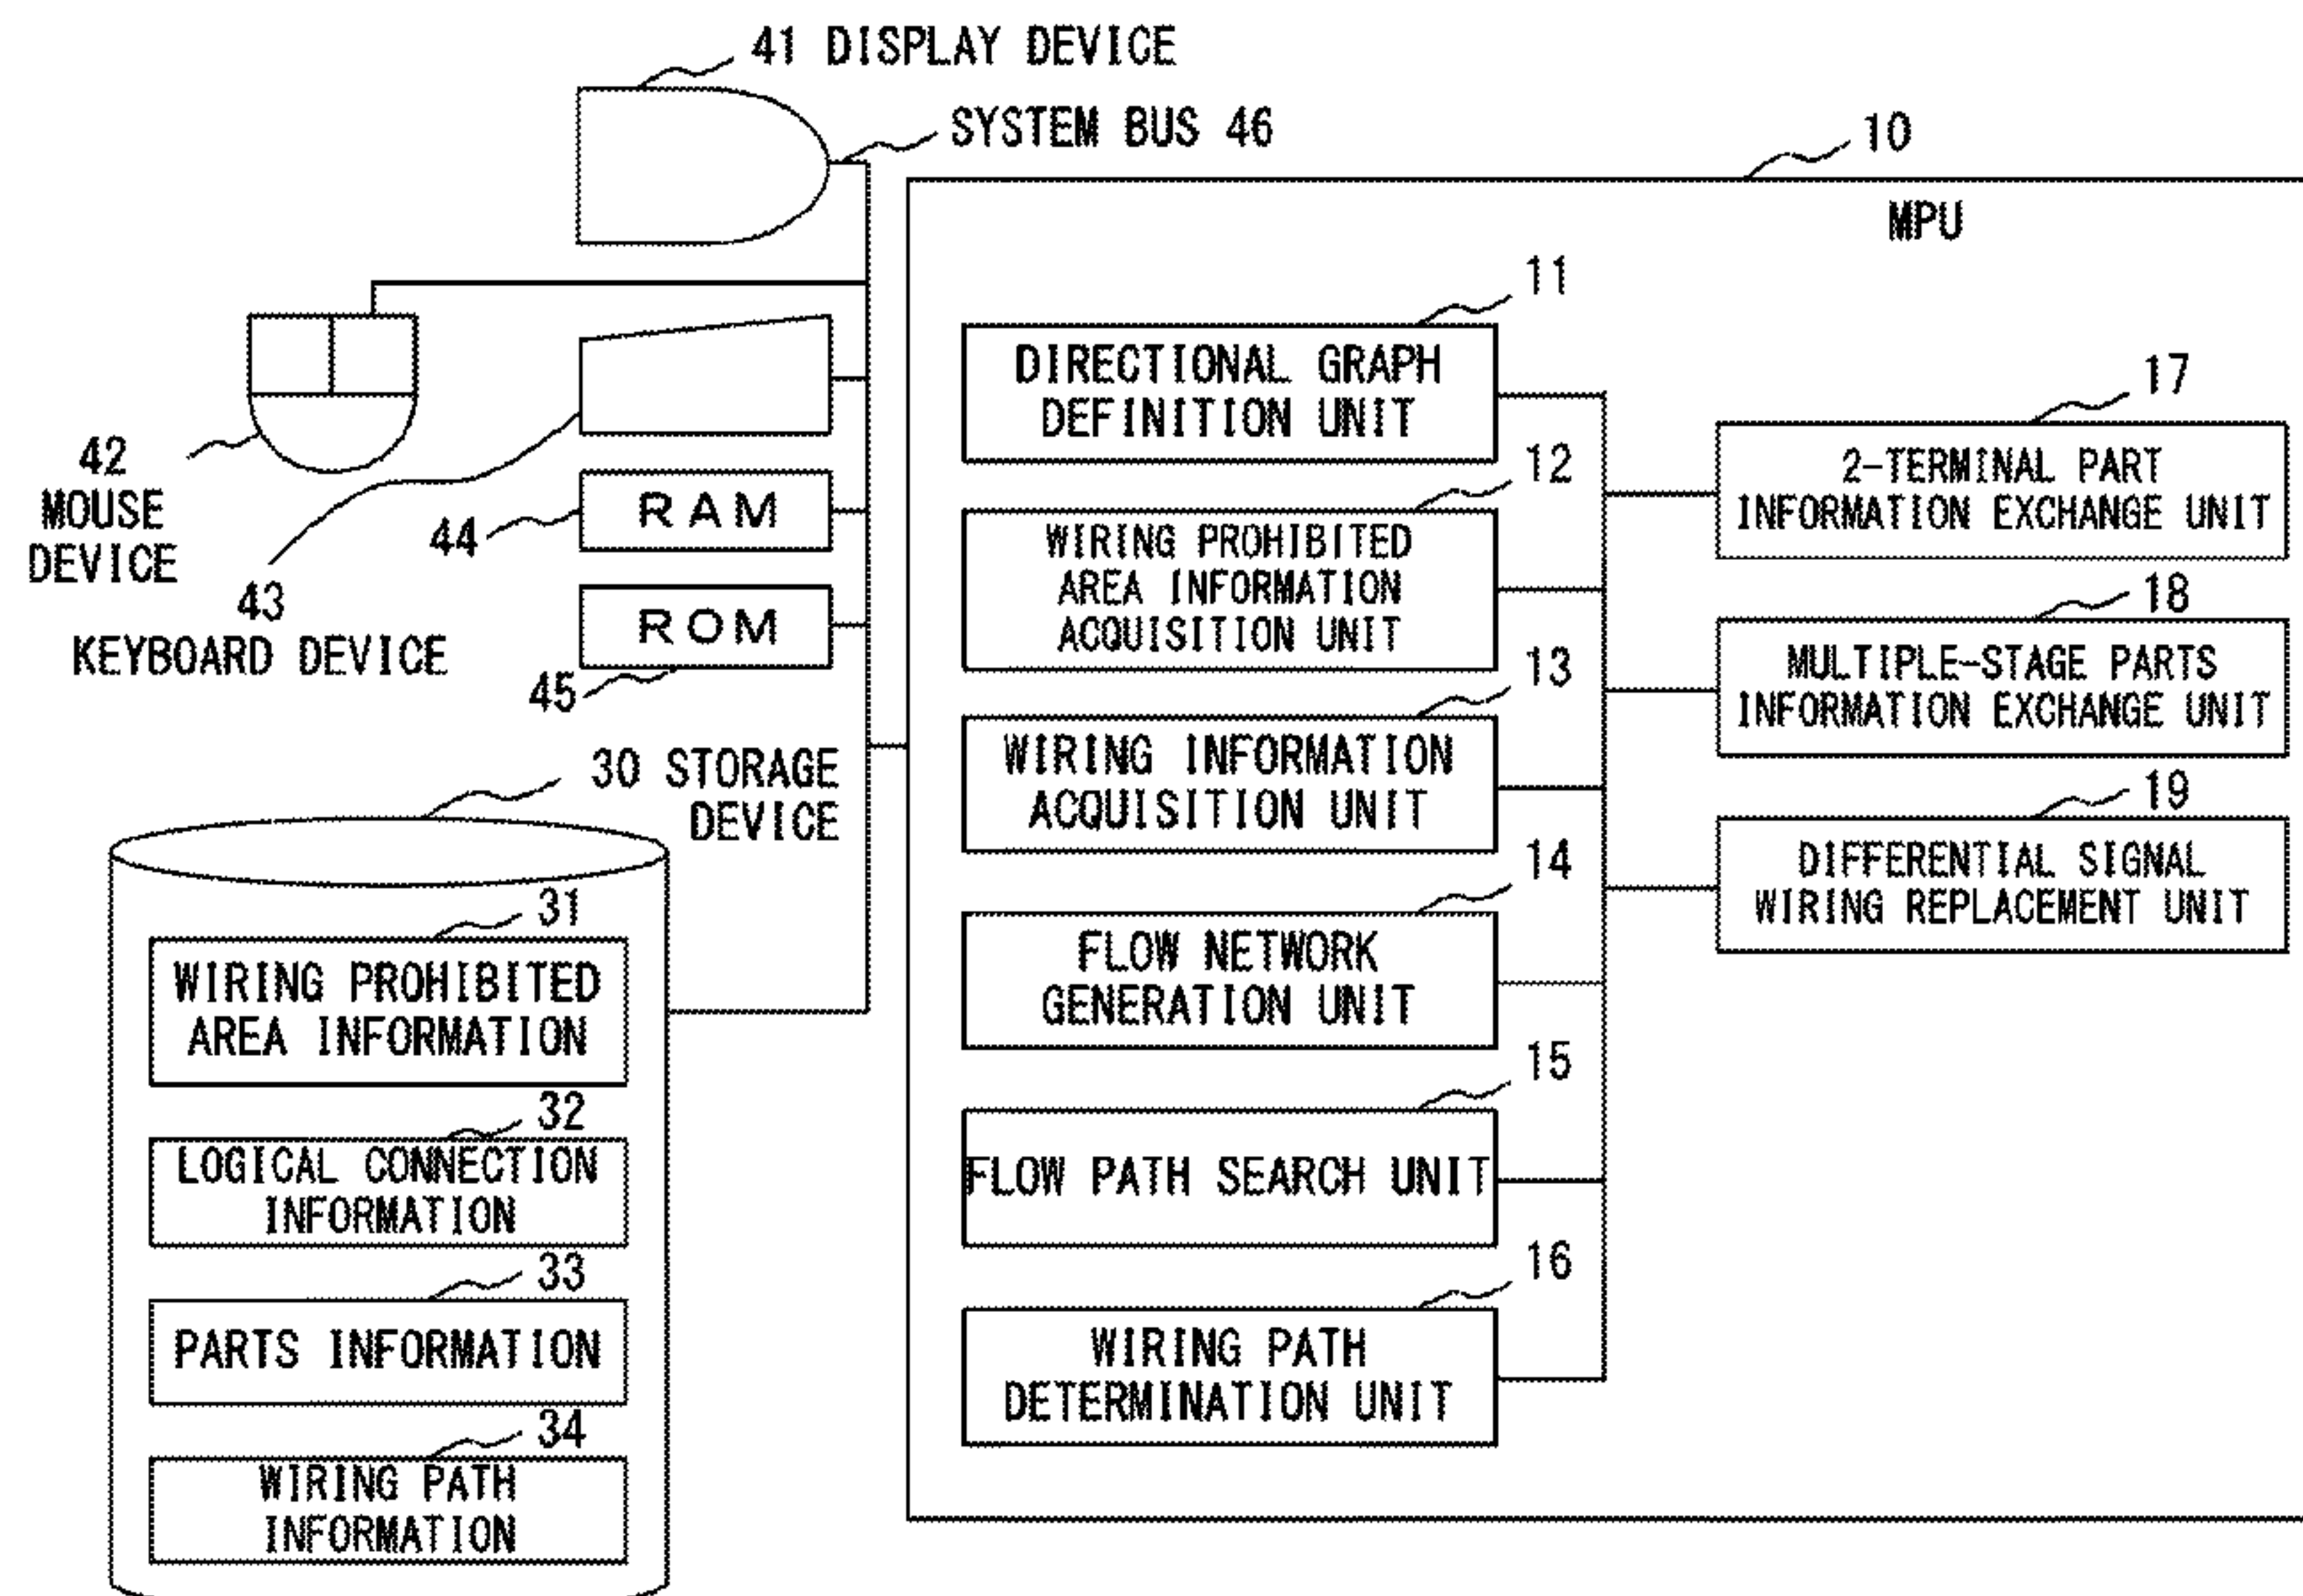 41 DISPLAY DEVICE
SYSTEM BUS 46
10
MPU
42
MOUSE
DEVICE
43
KEYBOARD DEVICE
44
RAM
ROM
45
30 STORAGE
DEVICE
31
WIRING PROHIBITED
AREA INFORMATION
32
LOGICAL CONNECTION
INFORMATION
33
PARTS INFORMATION
34
WIRING PATH
INFORMATION
11
DIRECTIONAL GRAPH
DEFINITION UNIT
12
WIRING PROHIBITED
AREA INFORMATION
ACQUISITION UNIT
13
WIRING INFORMATION
ACQUISITION UNIT
14
FLOW NETWORK
GENERATION UNIT
15
FLOW PATH SEARCH UNIT
16
WIRING PATH
DETERMINATION UNIT
17
2-TERMINAL PART
INFORMATION EXCHANGE UNIT
18
MULTIPLE-STAGE PARTS
INFORMATION EXCHANGE UNIT
19
DIFFERENTIAL SIGNAL
WIRING REPLACEMENT UNIT